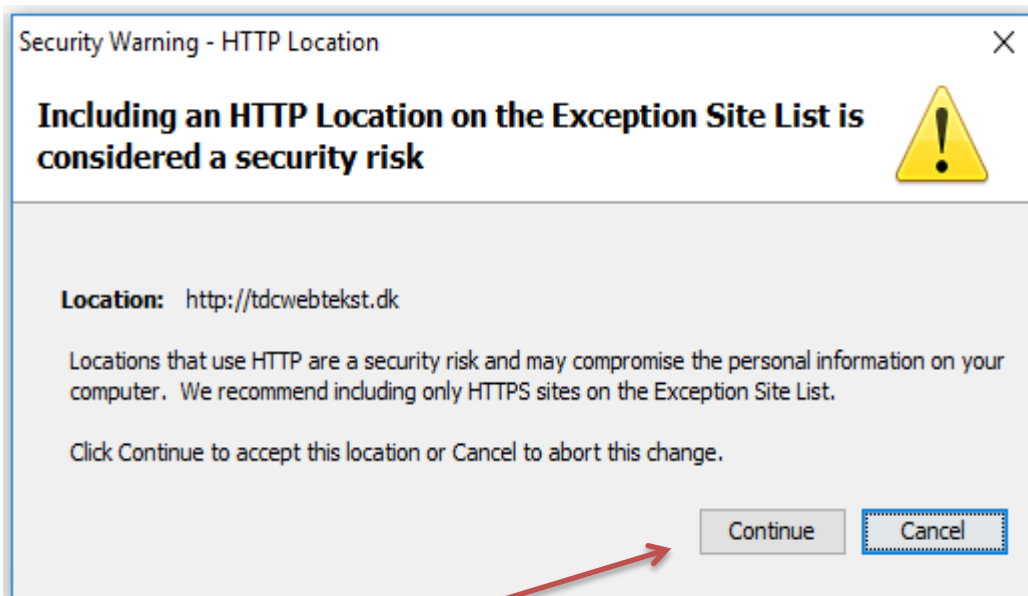 Security Warning - HTTP Location
Including an HTTP Location on the Exception Site List is
considered a security risk
Location: http://tdcwebtekst.dk
Locations that use HTTP are a security risk and may compromise the personal information on your
computer. We recommend including only HTTPS sites on the Exception Site List.
Click Continue to accept this location or Cancel to abort this change.
Continue Cancel